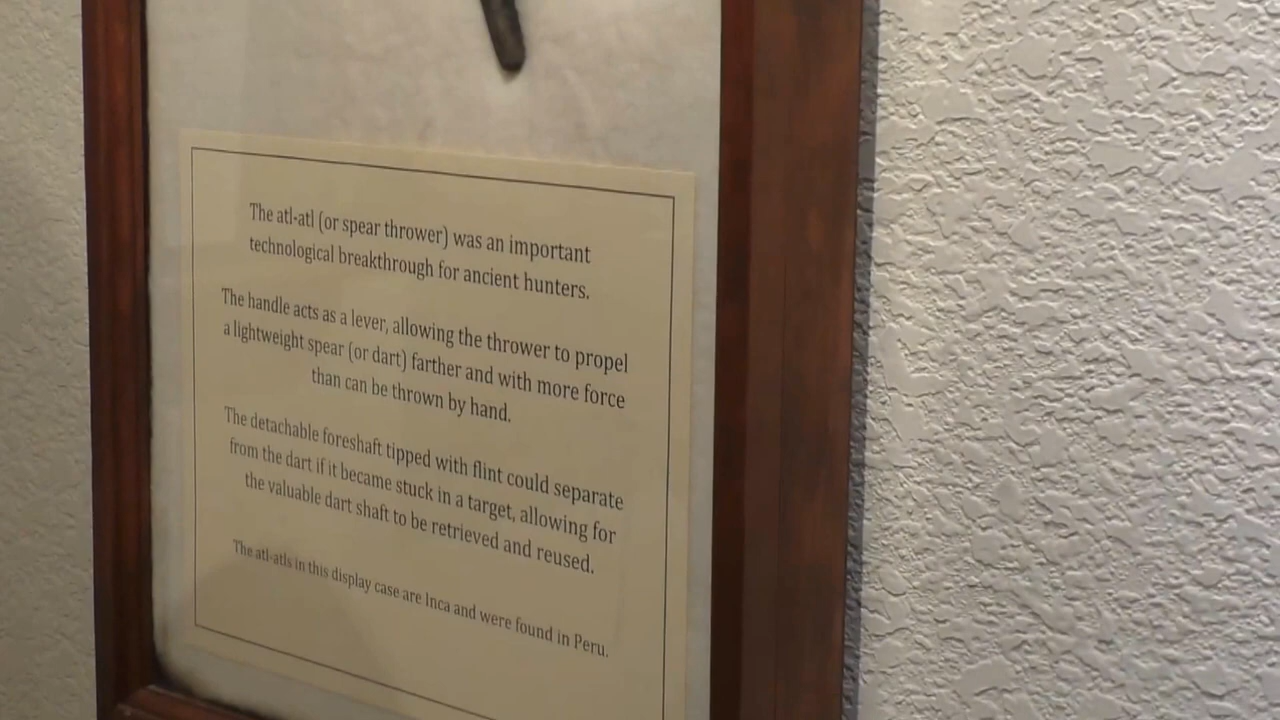 The atl-atl (or spear thrower) was an important
technological breakthrough for ancient hunters.
The handle acts as a lever, allowing the thrower to propel
a lightweight spear (or dart) farther and with more force
than can be thrown by hand.
The detachable foreshaft tipped with flint could separate
from the dart if it became stuck in a target, allowing for
the valuable dart shaft to be retrieved and reused.
The atl-atls in this display case are Inca and were found in Peru.